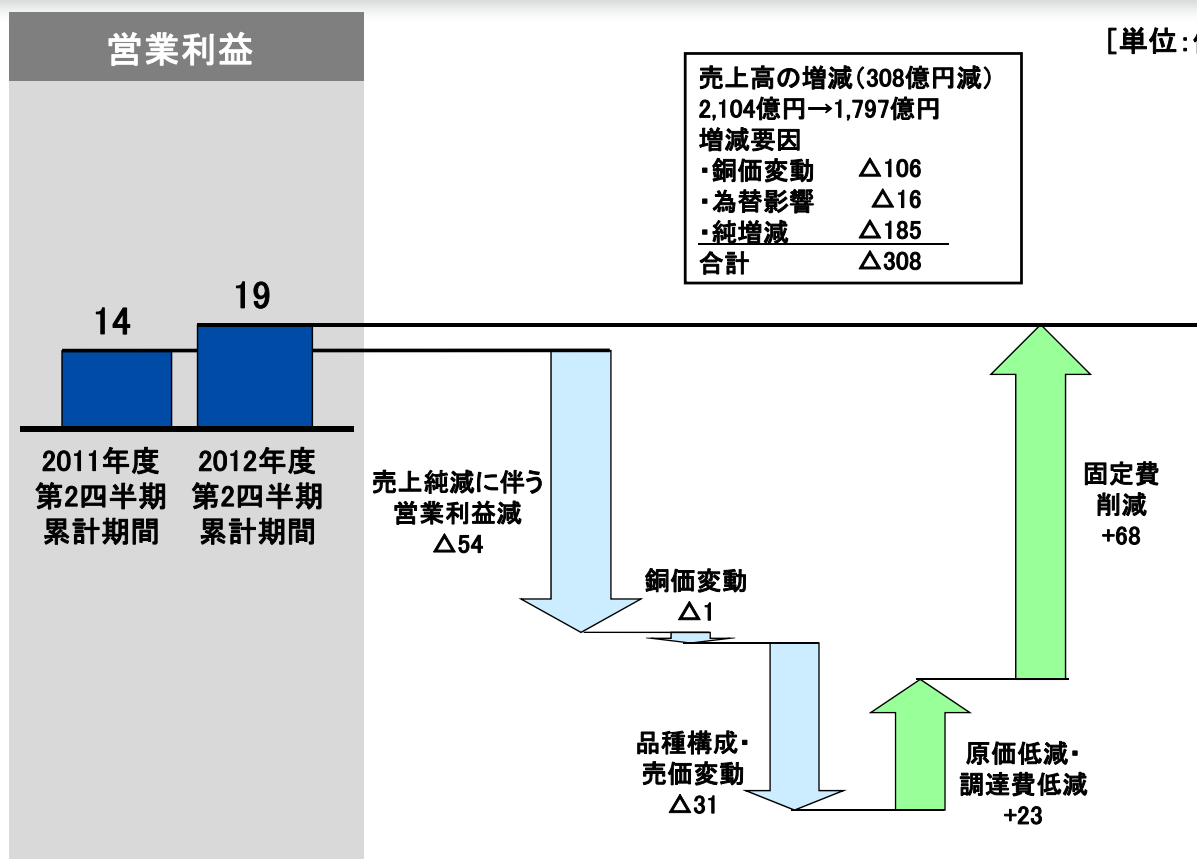 営業利益
[単位:
売上高の増減(308億円減)
2,104億円→1,797億円
増減要因
・銅価変動 △106
・為替影響 △16
・純増減 △185
合計 △308
14
19
2011年度
第2四半期
累計期間
2012年度
第2四半期
累計期間
売上純減に伴う
営業利益減
△54
銅価変動
△1
品種構成・
売価変動
△31
原価低減・
調達費低減
+23
固定費
削減
+68